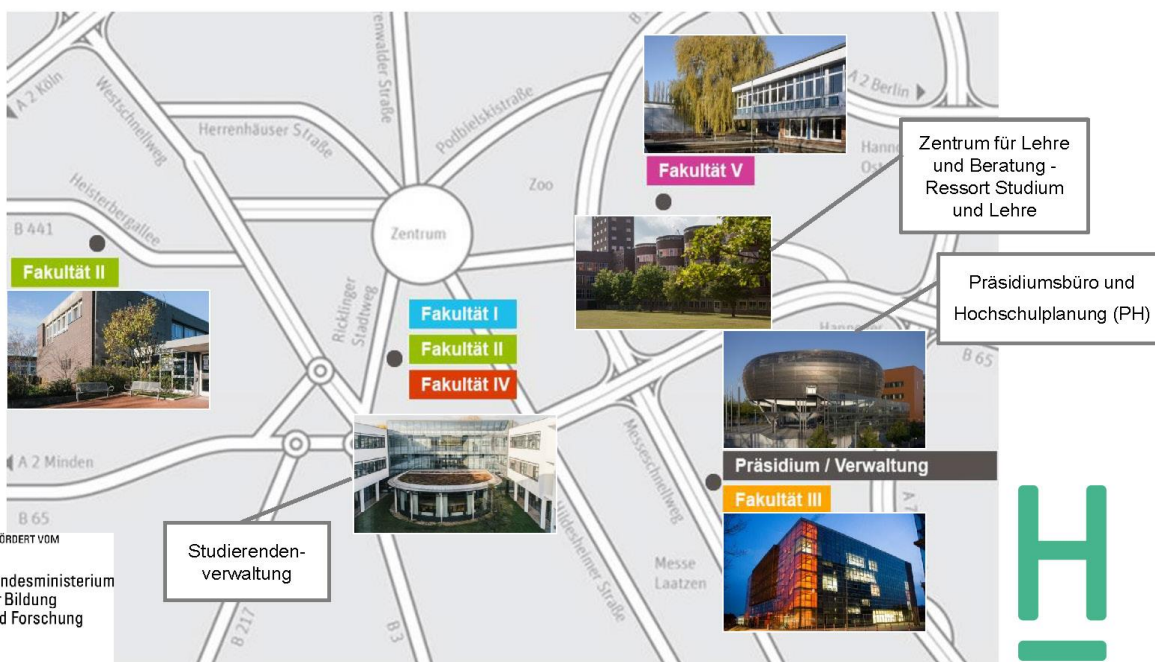 A 2 Köln
Westschnellweg
Herrenhäuser Straße
Podbielskistraße
A 2 Berlin
Zentrum für Lehre
und Beratung -
Ressort Studium
und Lehre
Fakultät V
Zoo
Heisterbergallee
B 441
Zentrum
Fakultät II
Ricklinger
Stadtweg
Fakultät I
Fakultät II
Fakultät IV
Präsidiumsbüro und
Hochschulplanung (PH)
B 65
A 2 Minden
Messeschnellweg
Präsidium / Verwaltung
Fakultät III
B 65
Studierenden-
verwaltung
Hildesheimer Straße
Messe
Laatzen
B 217
B 3
Bildung
Forschung
H